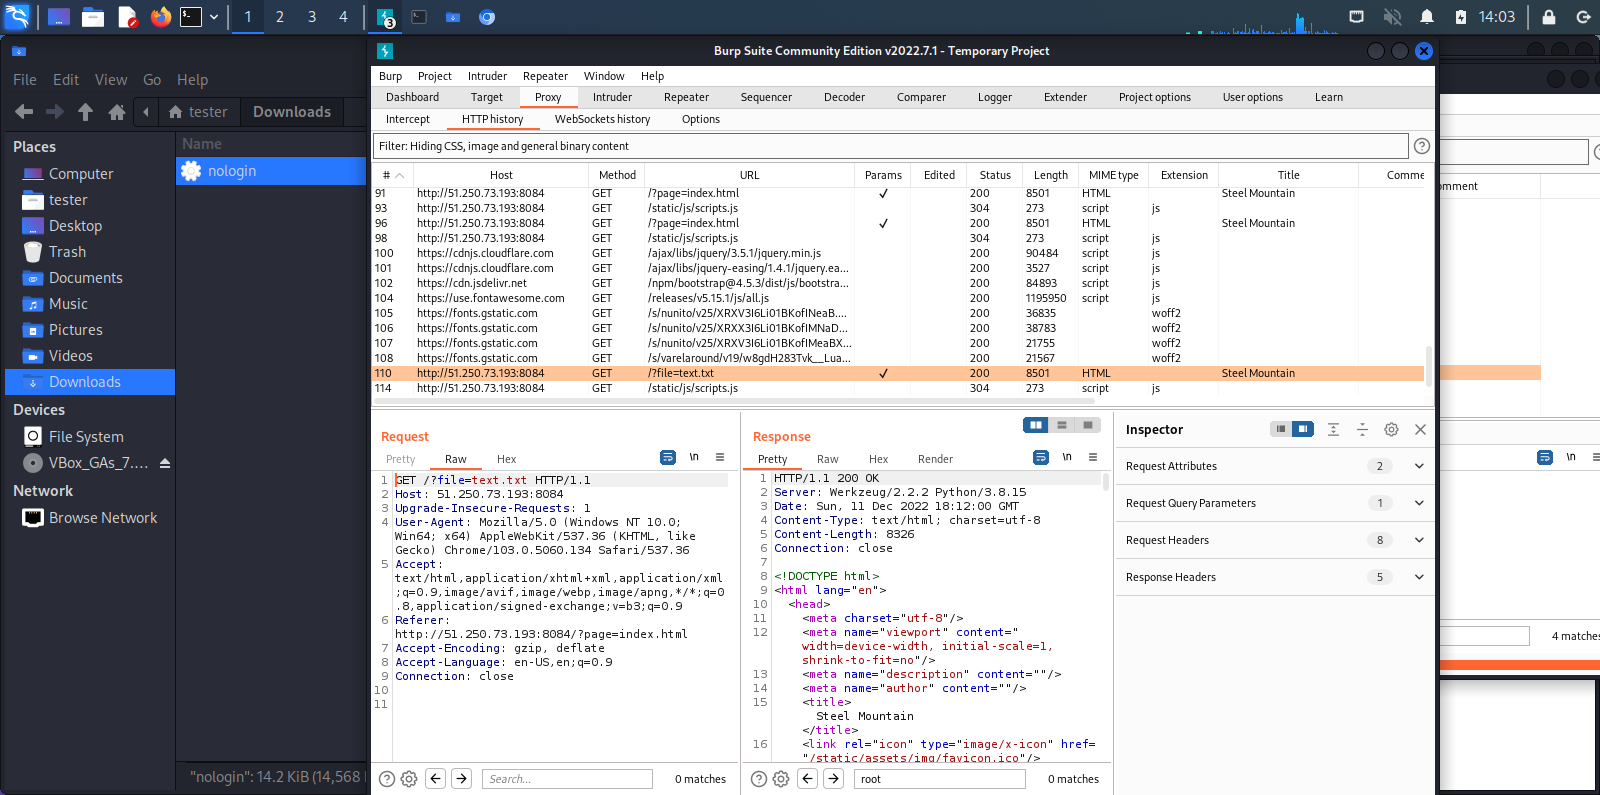 1 2 3 4 3 14:03
Burp Suite Community Edition v2022.7.1 - Temporary Project
File Edit View Go Help
tester Downloads
Places
Computer
tester
Desktop
Trash
Documents
Music
Pictures
Videos
Downloads
Devices
File System
VBox_GAs_7....
Network
Browse Network
Name
nologin
"nologin": 14.2 KiB (14,568
Burp Project Intruder Repeater Window Help
Dashboard Target Proxy Intruder Repeater Sequencer Decoder Comparer Logger Extender Project options User options Learn
Intercept HTTP history WebSockets history Options
Filter: Hiding CSS, image and general binary content
# Host Method URL Params Edited Status Length MIME type Extension Title Comme
91 http://51.250.73.193:8084 GET /?page=index.html ✓ 200 8501 HTML Steel Mountain
93 http://51.250.73.193:8084 GET /static/js/scripts.js 304 273 script js
96 http://51.250.73.193:8084 GET /?page=index.html ✓ 200 8501 HTML Steel Mountain
98 http://51.250.73.193:8084 GET /static/js/scripts.js 304 273 script js
100 https://cdnjs.cloudflare.com GET /ajax/libs/jquery/3.5.1/jquery.min.js 200 90484 script js
101 https://cdnjs.cloudflare.com GET /ajax/libs/jquery-easing/1.4.1/jquery.ea... 200 3527 script js
102 https://cdn.jsdelivr.net GET /npm/bootstrap@4.5.3/dist/js/bootstra... 200 84893 script js
104 https://use.fontawesome.com GET /releases/v5.15.1/js/all.js 200 1195950 script js
105 https://fonts.gstatic.com GET /s/nunito/v25/XRXV3I6Li01BKofINeaB.... 200 36835 woff2
106 https://fonts.gstatic.com GET /s/nunito/v25/XRXX3I6Li01BKofIMNaD... 200 38783 woff2
107 https://fonts.gstatic.com GET /s/nunito/v25/XRXV3I6Li01BKofIMeaBX... 200 21755 woff2
108 https://fonts.gstatic.com GET /s/varelaround/v19/w8gdH283Tvk__Lua... 200 21567 woff2
110 http://51.250.73.193:8084 GET /?file=text.txt ✓ 200 8501 HTML Steel Mountain
114 http://51.250.73.193:8084 GET /static/js/scripts.js 304 273 script js
Request
Pretty Raw Hex \n
1 GET /?file=text.txt HTTP/1.1
2 Host: 51.250.73.193:8084
3 Upgrade-Insecure-Requests: 1
4 User-Agent: Mozilla/5.0 (Windows NT 10.0;
Win64; x64) AppleWebKit/537.36 (KHTML, like
Gecko) Chrome/103.0.5060.134 Safari/537.36
5 Accept:
text/html,application/xhtml+xml,application/xml
;q=0.9,image/avif,image/webp,image/apng,*/*;q=0
.8,application/signed-exchange;v=b3;q=0.9
6 Referer:
http://51.250.73.193:8084/?page=index.html
7 Accept-Encoding: gzip, deflate
8 Accept-Language: en-US,en;q=0.9
9 Connection: close
10
11
Search... 0 matches
Response
Pretty Raw Hex Render \n
1 HTTP/1.1 200 OK
2 Server: Werkzeug/2.2.2 Python/3.8.15
3 Date: Sun, 11 Dec 2022 18:12:00 GMT
4 Content-Type: text/html; charset=utf-8
5 Content-Length: 8326
6 Connection: close
7
8 <!DOCTYPE html>
9 <html lang="en">
10 <head>
11 <meta charset="utf-8"/>
12 <meta name="viewport" content="
width=device-width, initial-scale=1,
shrink-to-fit=no"/>
13 <meta name="description" content=""/>
14 <meta name="author" content=""/>
15 <title>
Steel Mountain
</title>
16 <link rel="icon" type="image/x-icon" href=
"/static/assets/img/favicon.ico"/>
root 0 matches
Inspector
Request Attributes 2
Request Query Parameters 1
Request Headers 8
Response Headers 5
omment
\n
4 matches